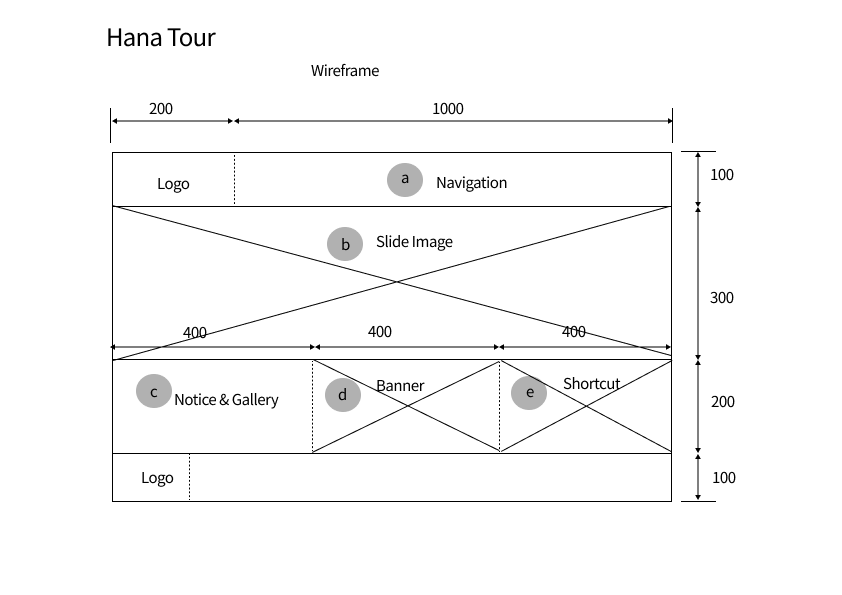 Hana Tour
Wireframe
200
1000
Logo
a
Navigation
100
b
Slide Image
300
400
400
400
c
Notice & Gallery
d
Banner
e
Shortcut
200
Logo
100